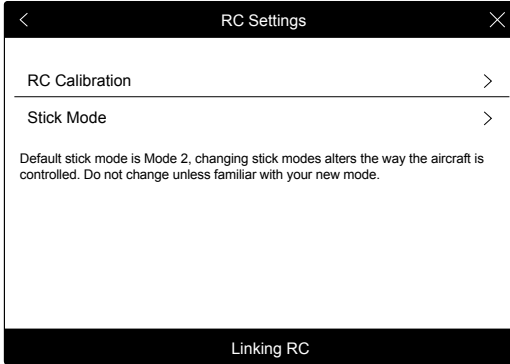 RC Settings
RC Calibration
Stick Mode
Default stick mode is Mode 2, changing stick modes alters the way the aircraft is
controlled. Do not change unless familiar with your new mode.
Linking RC